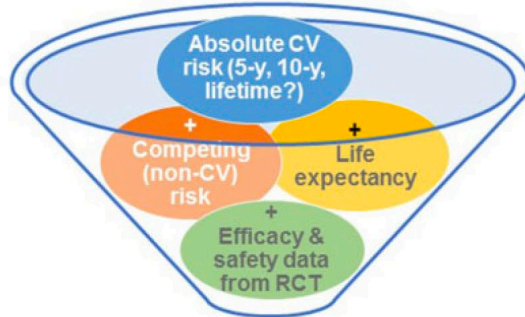 Absolute CV
risk (5-y, 10-y,
lifetime?)
+
Competing
(non-CV)
risk
+
Life
expectancy
+
Efficacy &
safety data
from RCT